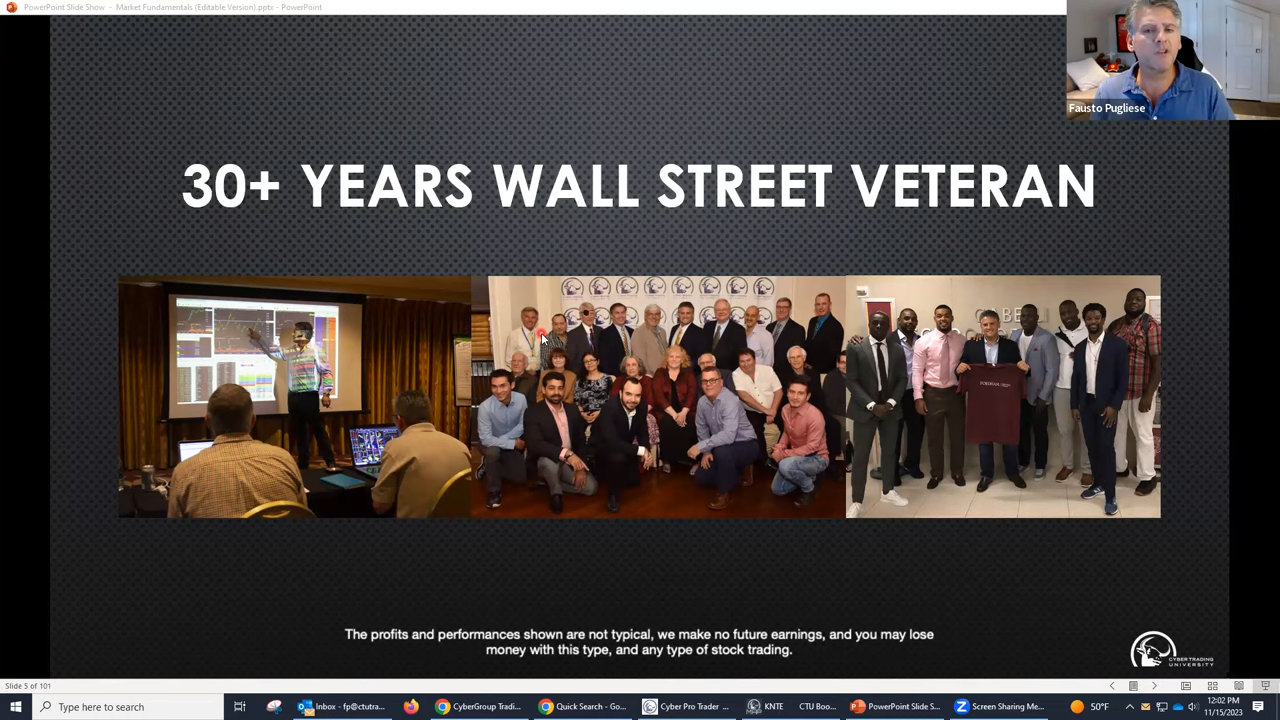 PowerPoint Slide Show - Market Fundamentals (Editable Version).pptx - PowerPoint
Fausto Pugliese
30+ YEARS WALL STREET VETERAN
The profits and performances shown are not typical, we make no future earnings, and you may lose
money with this type, and any type of stock trading.
CYBER TRADING
UNIVERSITY
Slide 5 of 101
Type here to search
Inbox - fp@ctutra...
CyberGroup Tradi...
Quick Search - Go...
Cyber Pro Trader ...
KNTE
CTU Boo...
PowerPoint Slide S...
Screen Sharing Me...
50°F
12:02 PM
11/15/2023